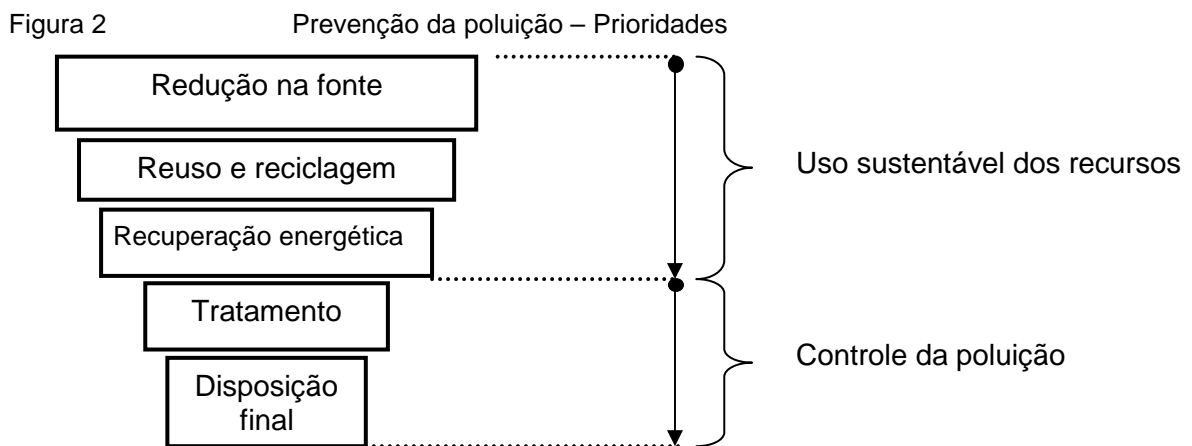 Figura 2 Prevenção da poluição – Prioridades
Redução na fonte
Reuso e reciclagem
Uso sustentável dos recursos
Recuperação energética
Tratamento
Controle da poluição
Disposição
final